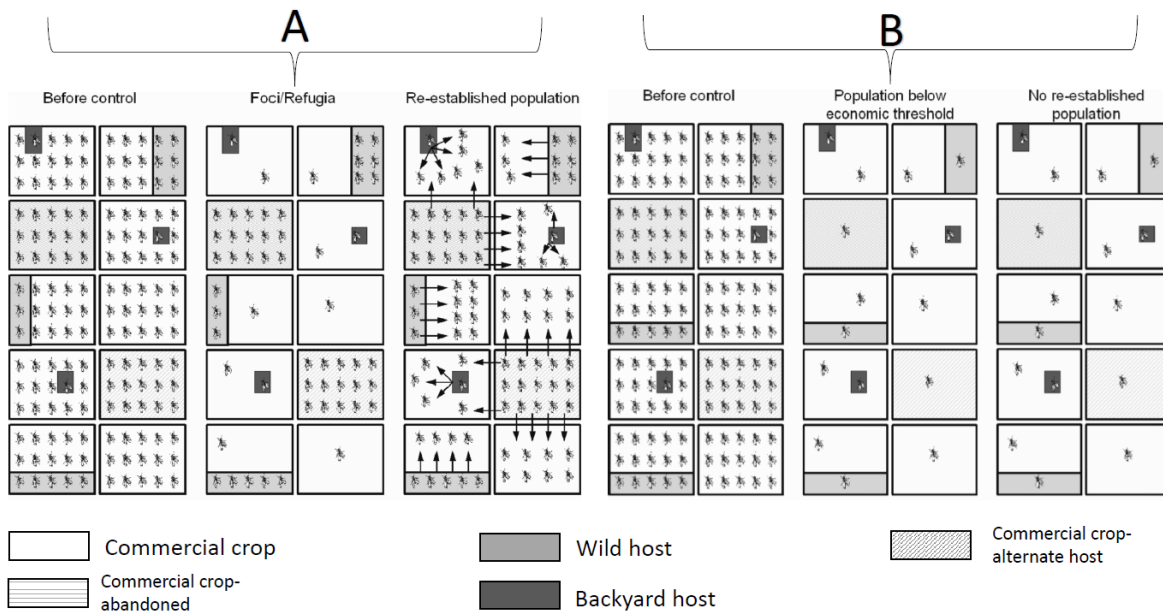 A
B
Before control
Foci/Refugia
Re-established population
Before control
Population below
economic threshold
No re-established
population
Commercial crop
Wild host
Commercial crop-
alternate host
Commercial crop-
abandoned
Backyard host